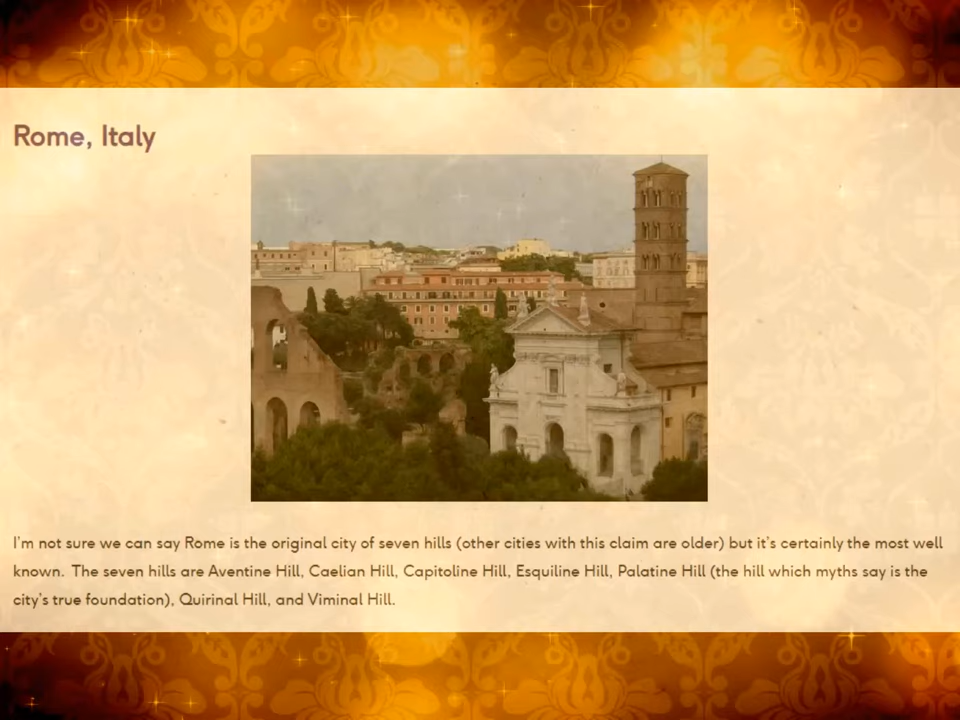 Rome, Italy
I'm not sure we can say Rome is the original city of seven hills (other cities with this claim are older) but it's certainly the most well
known.  The seven hills are Aventine Hill, Caelian Hill, Capitoline Hill, Esquiline Hill, Palatine Hill (the hill which myths say is the
city's true foundation), Quirinal Hill, and Viminal Hill.